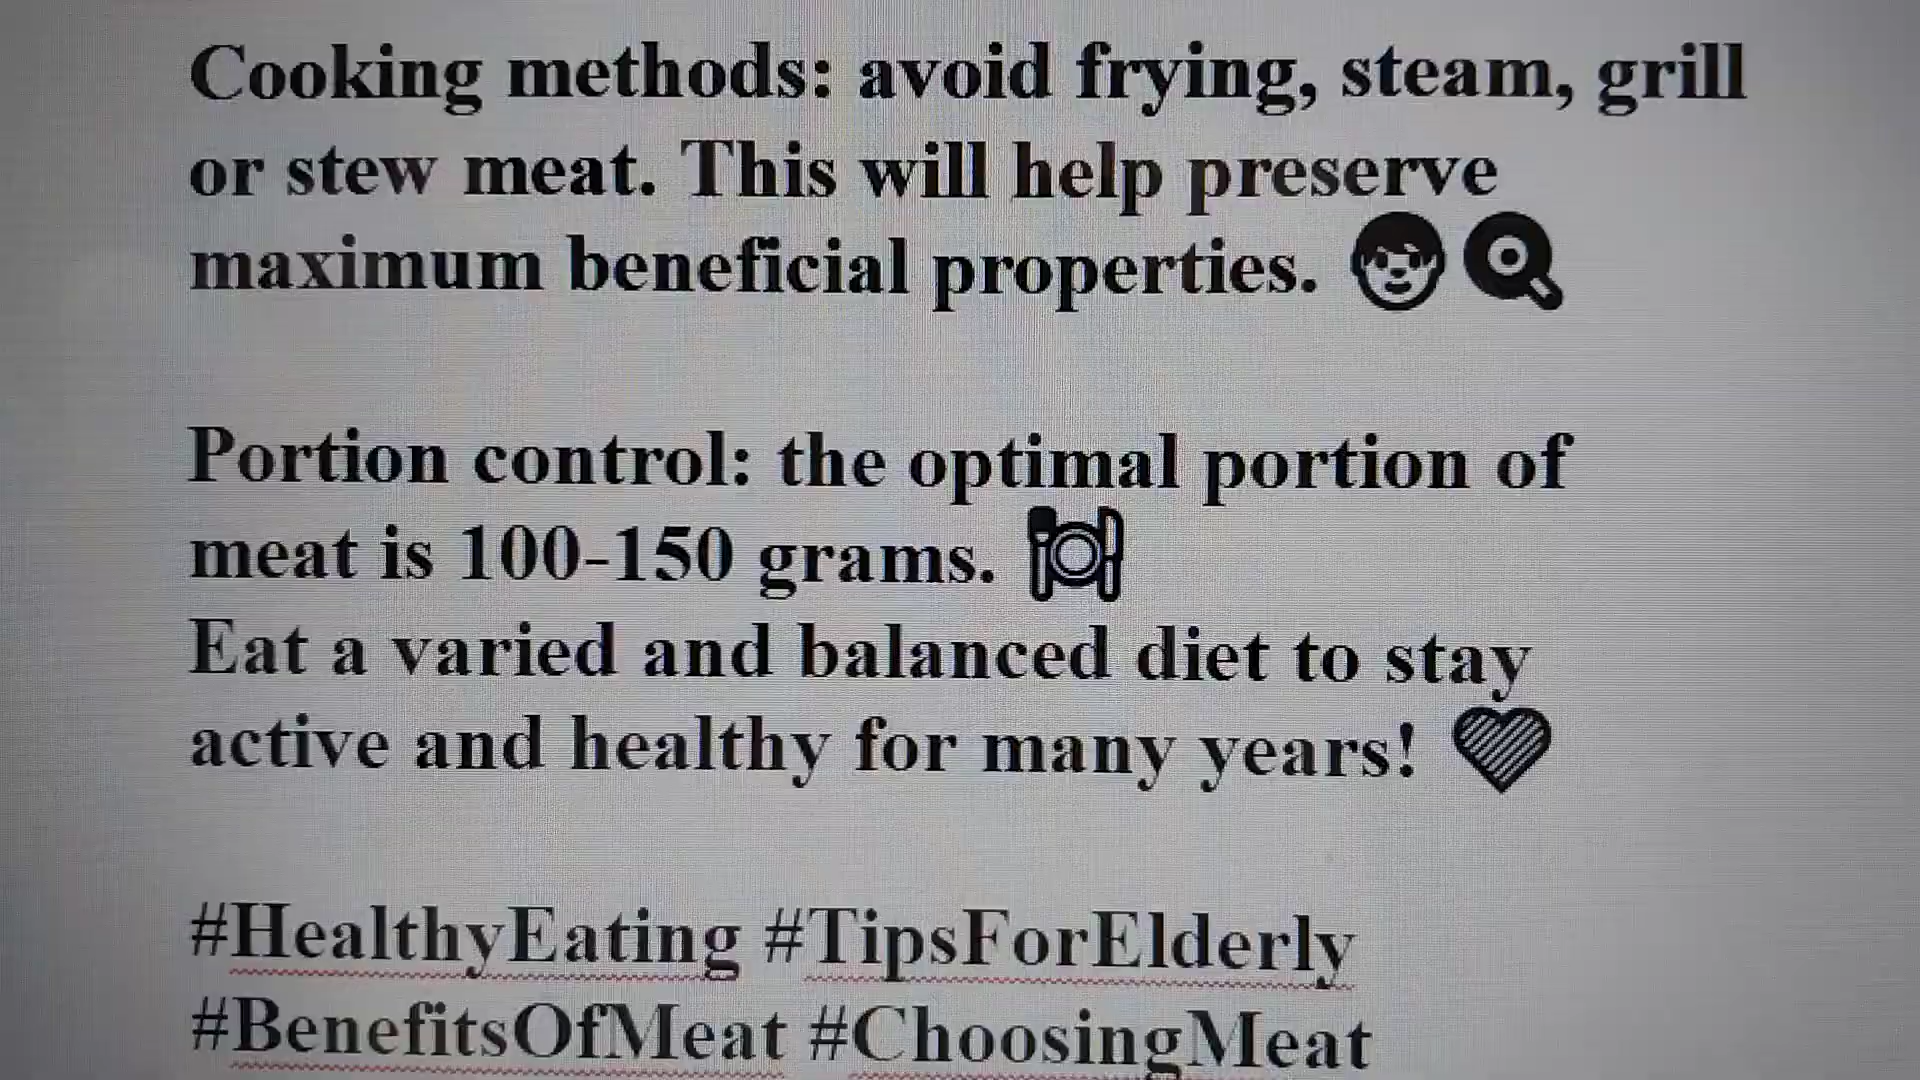 Cooking methods: avoid frying, steam, grill
or stew meat. This will help preserve
maximum beneficial properties.
Portion control: the optimal portion of
meat is 100-150 grams.
Eat a varied and balanced diet to stay
active and healthy for many years!
#HealthyEating #TipsForElderly
#BenefitsOfMeat #ChoosingMeat